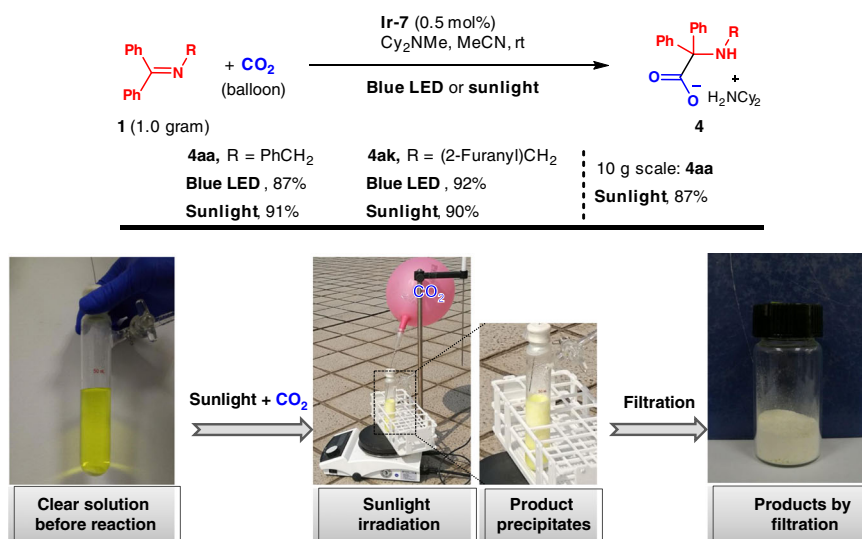 Ir-7 (0.5 mol%)
Cy2NMe, MeCN, rt
Blue LED or sunlight
Ph
R
N
Ph
+ CO2
(balloon)
1 (1.0 gram)
Ph Ph R
NH
O
O−
+
H2NCy2
4
4aa, R = PhCH2
Blue LED , 87%
Sunlight, 91%
4ak, R = (2-Furanyl)CH2
Blue LED, 92%
Sunlight, 90%
10 g scale: 4aa
Sunlight, 87%
Sunlight + CO2
CO2
Filtration
Clear solution
before reaction
Sunlight
irradiation
Product
precipitates
Products by
filtration